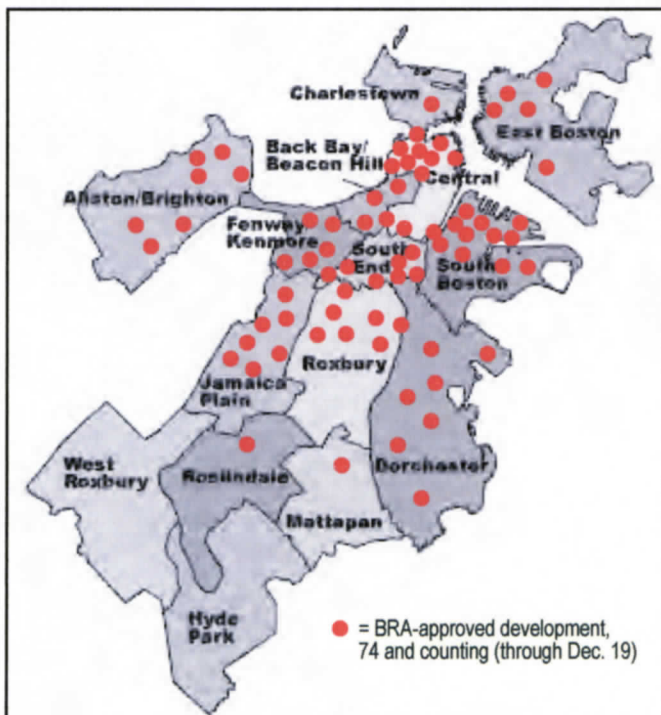 Charlestown
East Boston
Back Bay/
Beacon Hill
Central
Allston/Brighton
Fenway
Kenmore
South
End
South
Boston
Roxbury
Jamaica
Plain
West
Roxbury
Roslindale
Dorchester
Mattapan
Hyde
Park
= BRA-approved development,
74 and counting (through Dec. 19)